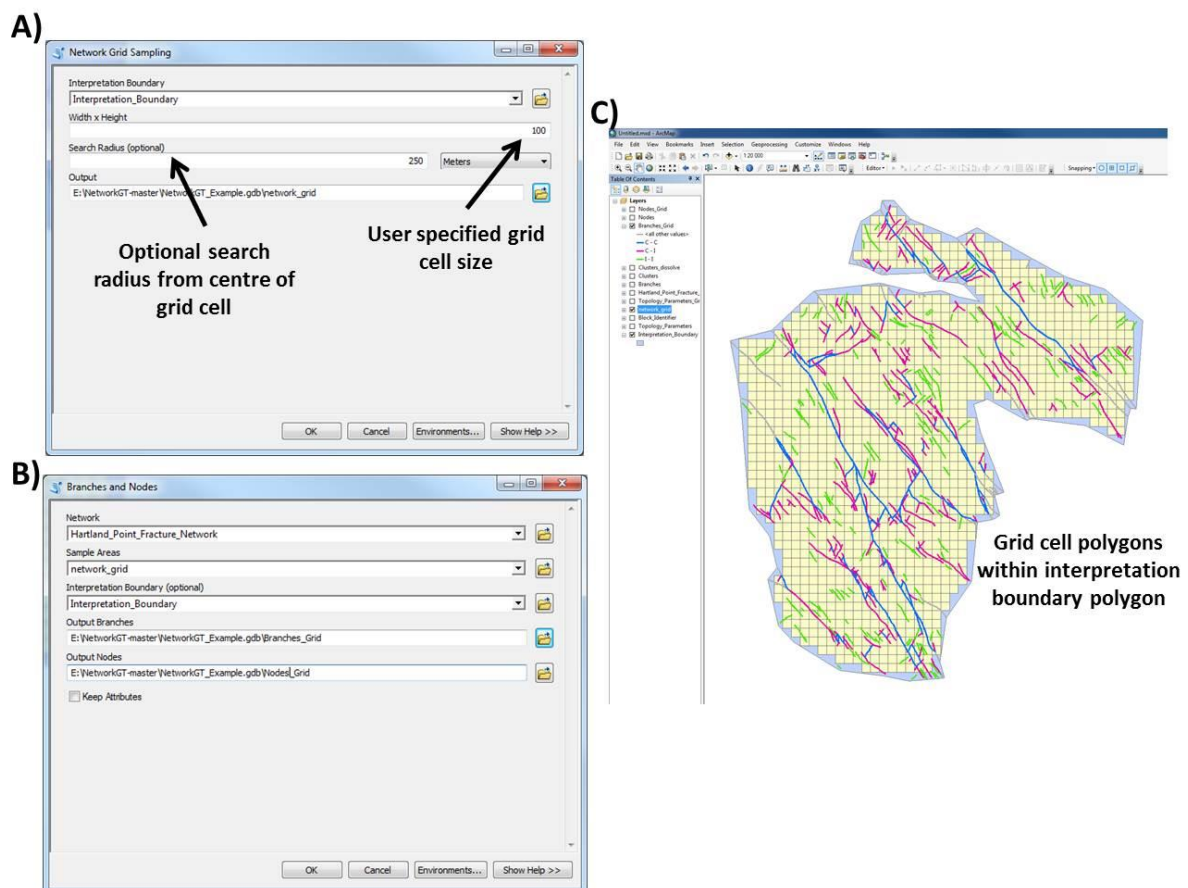 A)
Network Grid Sampling
Interpretation Boundary
Interpretation_Boundary
Width x Height
100
Search Radius (optional)
250
Meters
Output
E:\NetworkGT-master\NetworkGT_Example.gdb\network_grid
Optional search
radius from centre of
grid cell
User specified grid
cell size
OK
Cancel
Environments...
Show Help >>
B)
Branches and Nodes
Network
Hartland_Point_Fracture_Network
Sample Areas
network_grid
Interpretation Boundary (optional)
Interpretation_Boundary
Output Branches
E:\NetworkGT-master\NetworkGT_Example.gdb\Branches_Grid
Output Nodes
E:\NetworkGT-master\NetworkGT_Example.gdb\Nodes_Grid
Keep Attributes
OK
Cancel
Environments...
Show Help >>
C)
Untitled.mxd - ArcMap
File Edit View Bookmarks Insert Selection Geoprocessing Customize Windows Help
1:20 000
Editor
Snapping
Table Of Contents
Layers
Nodes_Grid
Nodes
Branches_Grid
<all other values>
C - C
C - I
I - I
Clusters_dissolve
Clusters
Branches
Hartland_Point_Fracture_
Topology_Parameters_Gr
network_grid
Block_Identifier
Topology_Parameters
Interpretation_Boundary
Grid cell polygons
within interpretation
boundary polygon